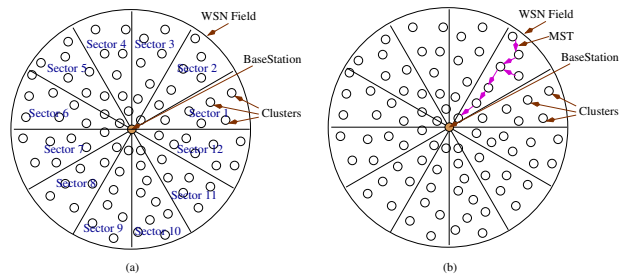 WSN Field
Sector 4
Sector 3
Sector 5
Sector 2
BaseStation
Sector 6
Sector 1
Clusters
Sector 7
Sector 12
Sector 8
Sector 11
Sector 9
Sector 10
(a)
WSN Field
MST
BaseStation
Clusters
(b)